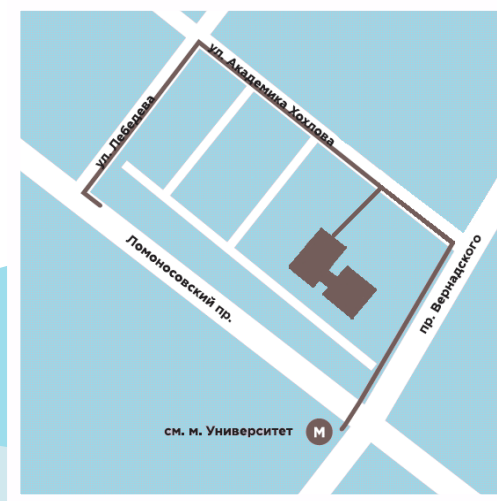 ул. Академика Хохлова
ул. Лебедева
Ломоносовский пр.
пр. Вернадского
см. м. Университет
М